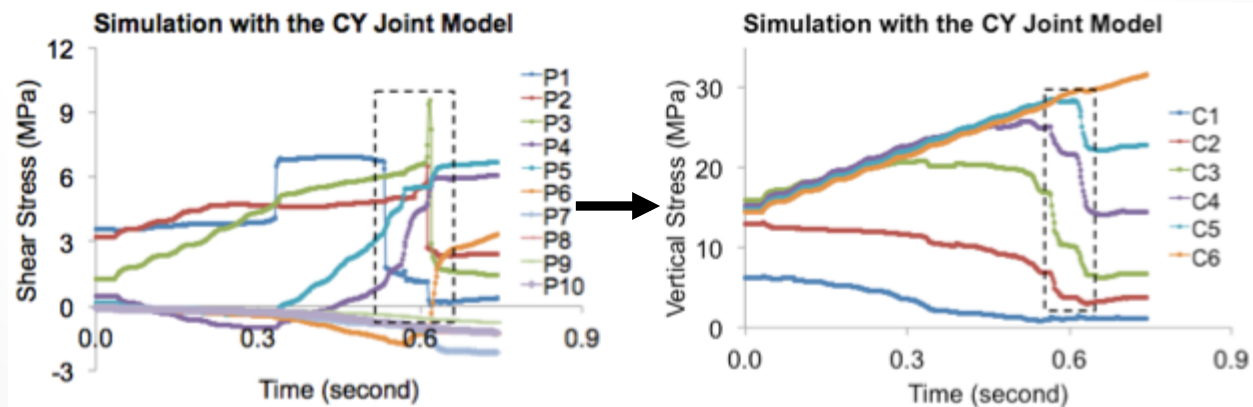 Simulation with the CY Joint Model
Shear Stress (MPa)
12
9
6
3
0
-3
0.0
0.3
0.6
0.9
Time (second)
P1
P2
P3
P4
P5
P6
P7
P8
P9
P10
Simulation with the CY Joint Model
Vertical Stress (MPa)
30
20
10
0
0.0
0.3
0.6
0.9
Time (second)
C1
C2
C3
C4
C5
C6